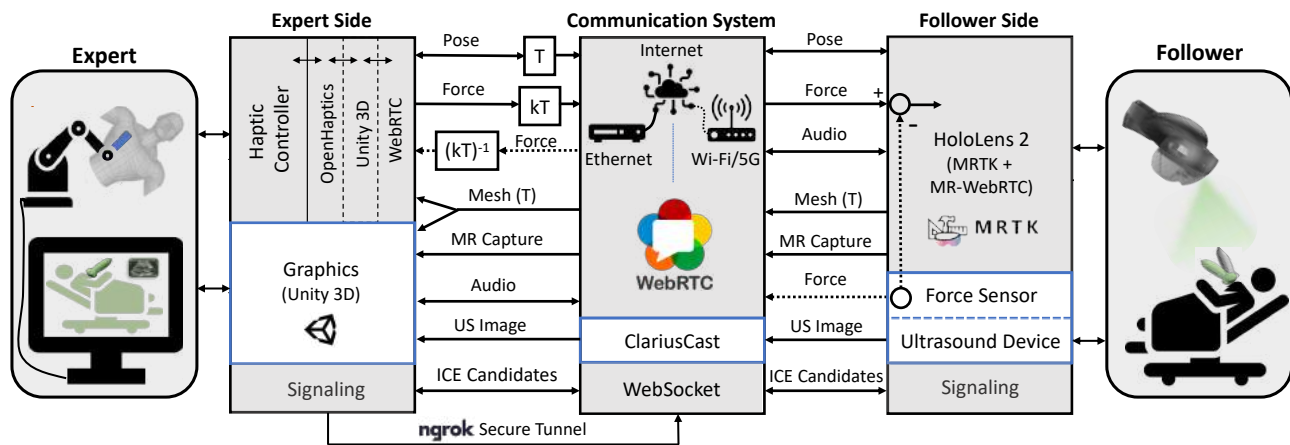 Expert Side
Communication System
Follower Side
Expert
Follower
Haptic
Controller
OpenHaptics
Unity 3D
WebRTC
Pose
T
Force
kT
(kT)-1
Force
Mesh (T)
MR Capture
Audio
US Image
ICE Candidates
Graphics
(Unity 3D)
Signaling
Internet
Ethernet
Wi-Fi/5G
WebRTC
ClariusCast
WebSocket
Pose
Force
+
-
Audio
Mesh (T)
MR Capture
Force
US Image
ICE Candidates
HoloLens 2
(MRTK +
MR-WebRTC)
MRTK
Force Sensor
Ultrasound Device
Signaling
ngrok Secure Tunnel